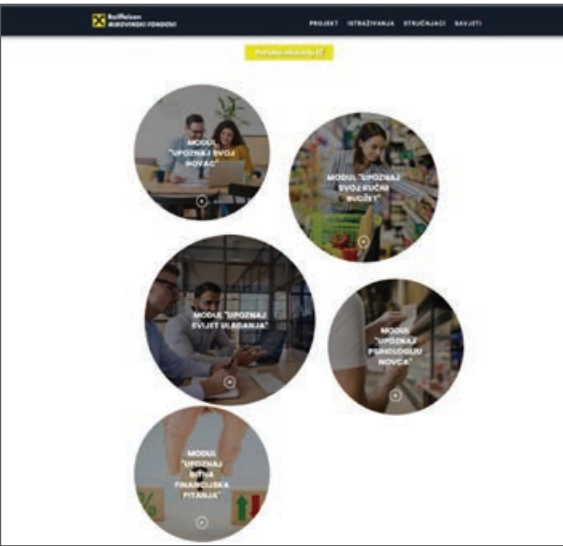 Raiffeisen
MIROVINSKI FONDOVI
PROJEKT ISTRAŽIVANJA STRUČNJACI SAVJETI
MODUL
"UPOZNAJ SVOJ
NOVAC"
MODUL "UPOZNAJ
SVOJ KUĆNI
BUDŽET"
MODUL "UPOZNAJ
SVIJET ULAGANJA"
MODUL
"UPOZNAJ
PSIHOLOGIJU
NOVCA"
MODUL
"UPOZNAJ
BITNA
FINANCIJSKA
PITANJA"
%